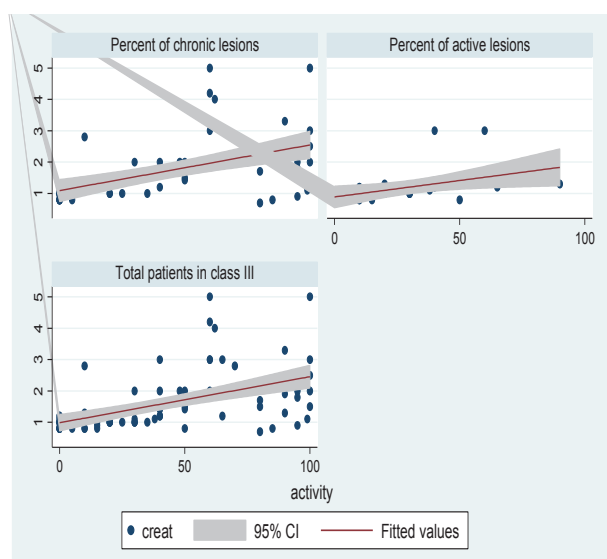 Percent of chronic lesions
Percent of active lesions
5
4
3
2
1
0
50
100
Total patients in class III
5
4
3
2
1
0
50
100
activity
creat
95% CI
Fitted values